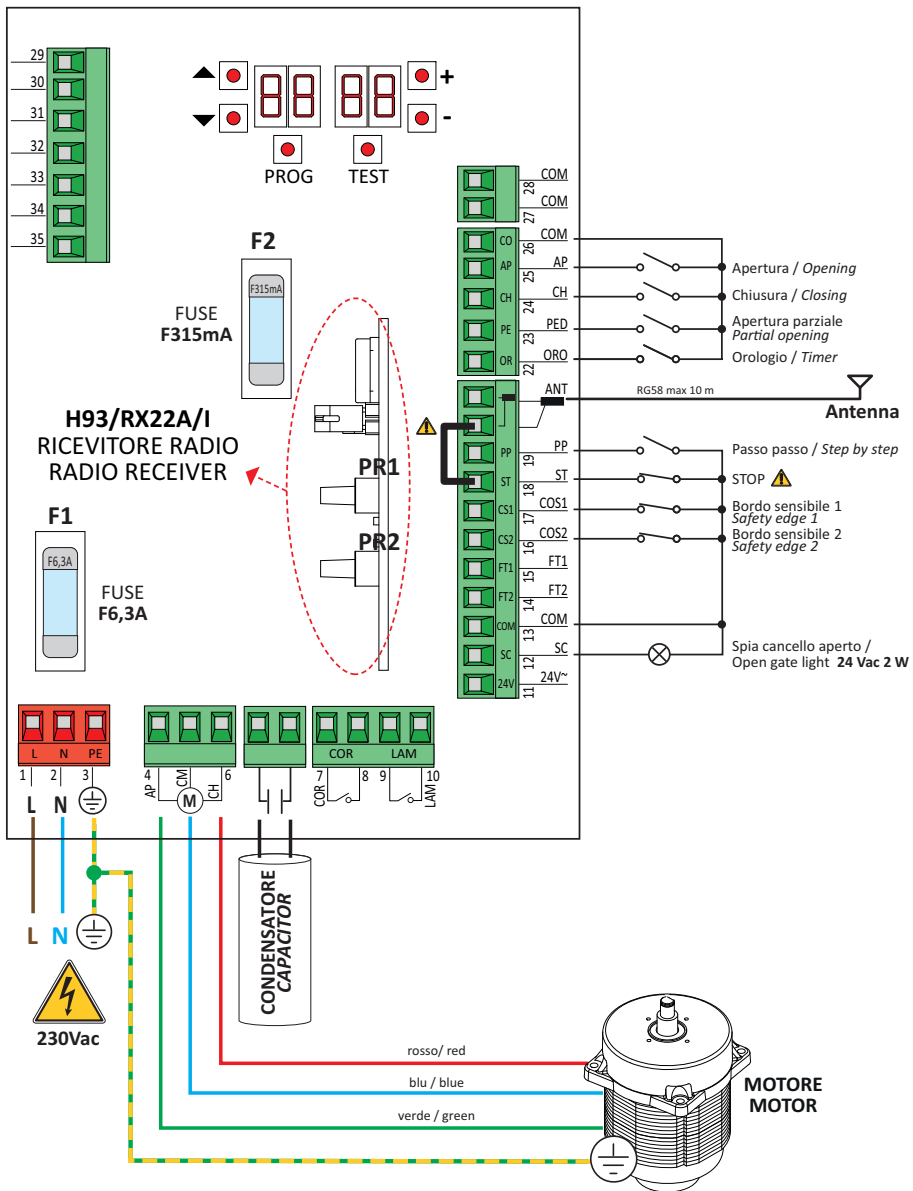 29
30
31
32
33
34
35
+
-
PROG
TEST
F2
F315mA
FUSE
F315mA
H93/RX22A/I
RICEVITORE RADIO
RADIO RECEIVER
PR1
PR2
F1
F6,3A
FUSE
F6,3A
28 COM
27 COM
CO 26 COM
AP 25 AP
CH 24 CH
PE 23 PED
OR 22 ORO
Apertura / Opening
Chiusura / Closing
Apertura parziale
Partial opening
Orologio / Timer
ANT
RG58 max 10 m
Antenna
PP 19 PP
ST 18 ST
CS1 17 COS1
CS2 16 COS2
FT1 15 FT1
FT2 14 FT2
COM 13 COM
SC 12 SC
24V 11 24V~
Passo passo / Step by step
STOP
Bordo sensibile 1
Safety edge 1
Bordo sensibile 2
Safety edge 2
Spia cancello aperto /
Open gate light 24 Vac 2 W
L N PE
1 2 3
L N
L N
230Vac
4 6
AP CM CH
M
COR LAM
7 8 9 10
COR LAM
CONDENSATORE
CAPACITOR
rosso/ red
blu / blue
verde / green
MOTORE
MOTOR